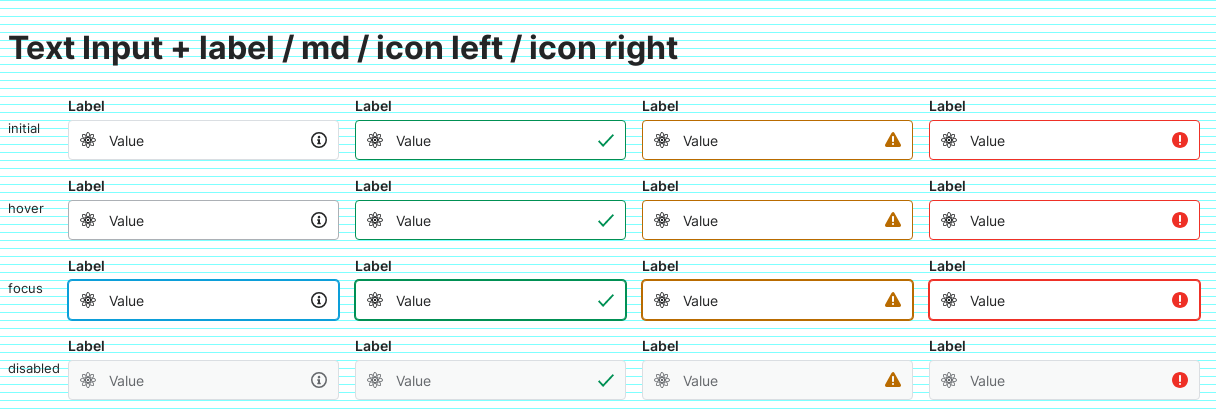 Text Input + label / md / icon left / icon right
Label Label Label Label
initial Value Value Value Value
Label Label Label Label
hover Value Value Value Value
Label Label Label Label
focus Value Value Value Value
Label Label Label Label
disabled Value Value Value Value